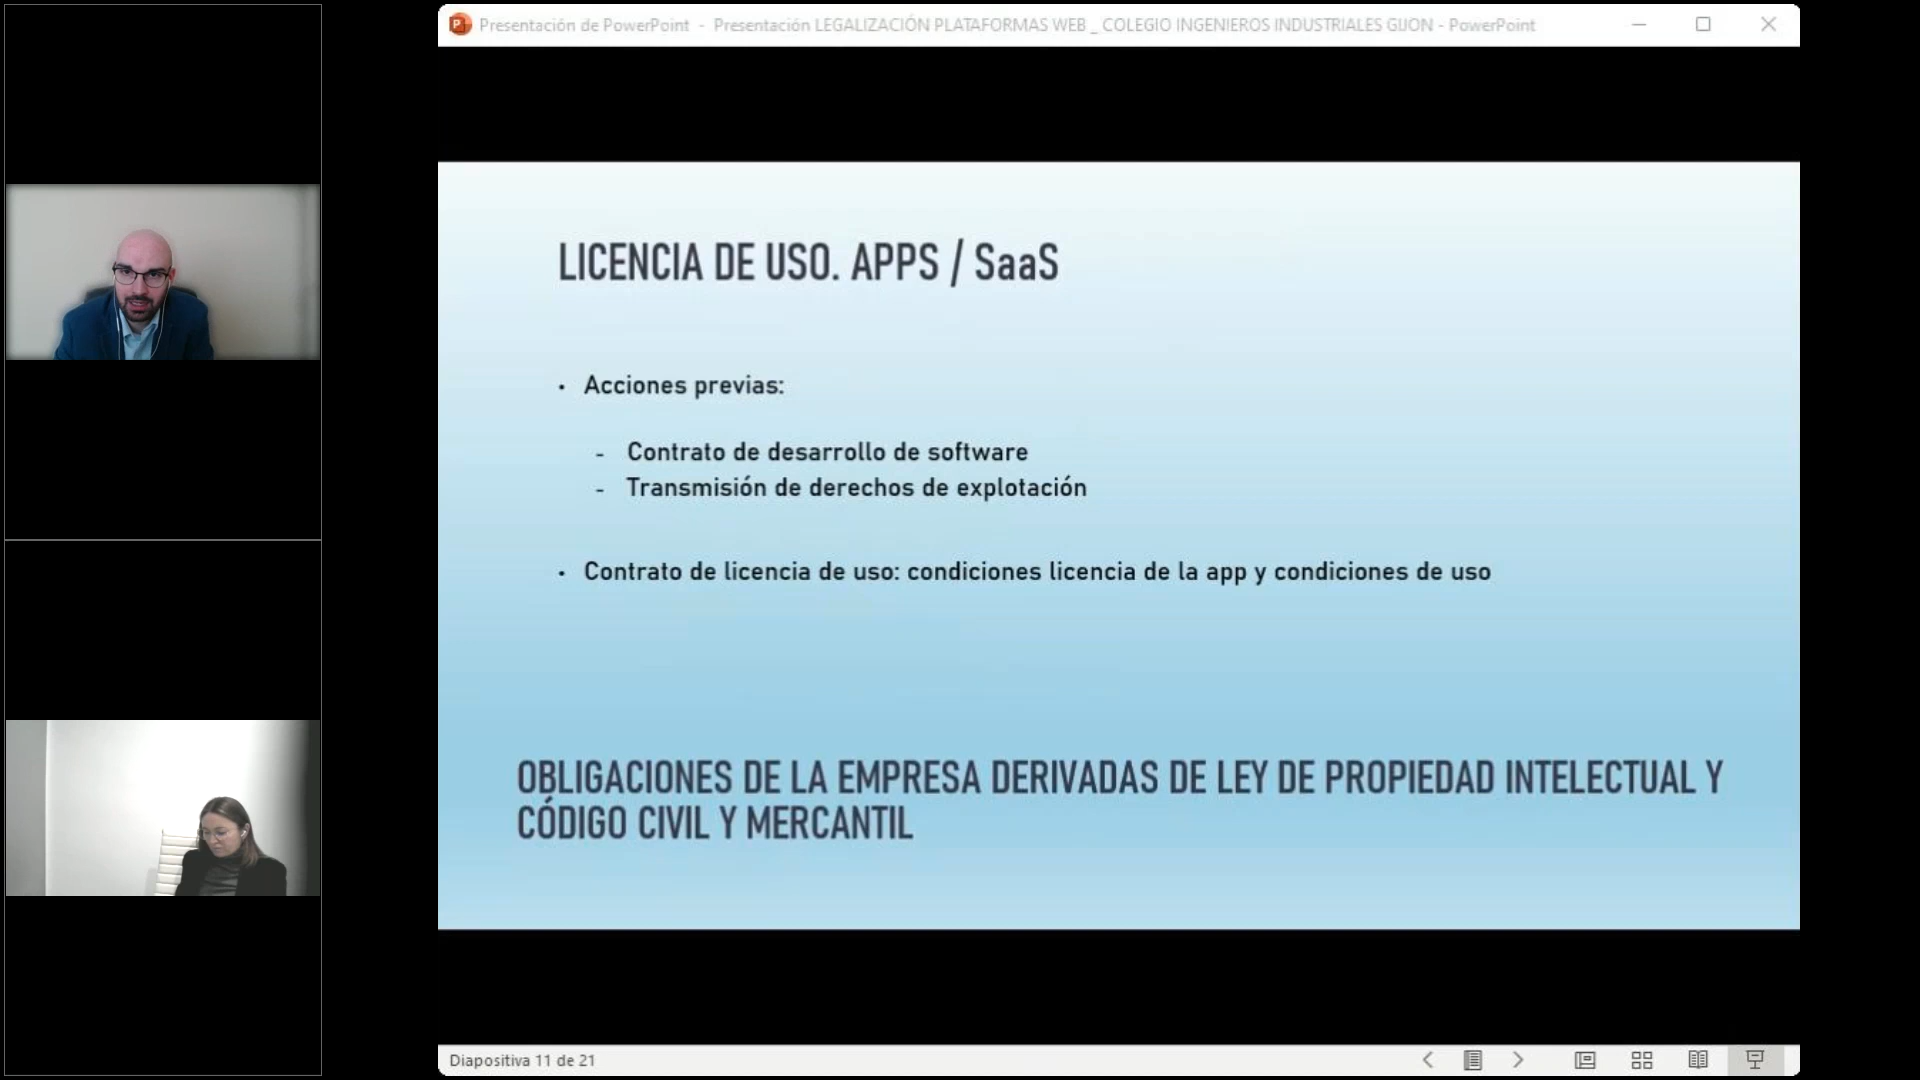 Presentación de PowerPoint - Presentación LEGALIZACIÓN PLATAFORMAS WEB _ COLEGIO INGENIEROS INDUSTRIALES GIJON - PowerPoint
LICENCIA DE USO. APPS / SaaS
• Acciones previas:
- Contrato de desarrollo de software
- Transmisión de derechos de explotación
• Contrato de licencia de uso: condiciones licencia de la app y condiciones de uso
OBLIGACIONES DE LA EMPRESA DERIVADAS DE LEY DE PROPIEDAD INTELECTUAL Y
CÓDIGO CIVIL Y MERCANTIL
Diapositiva 11 de 21